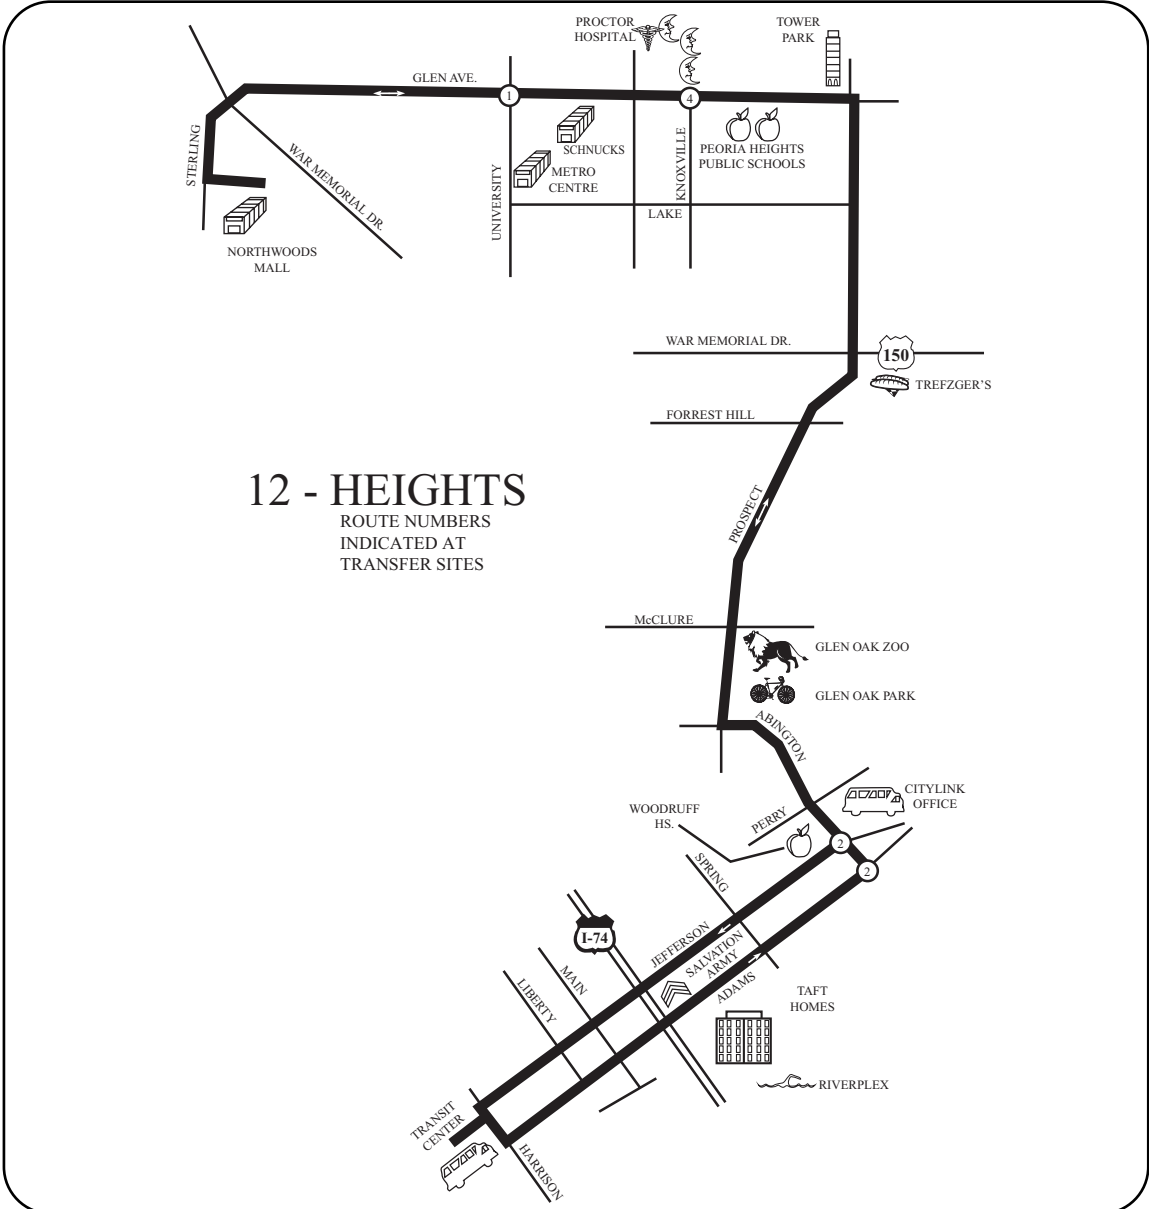 PROCTOR
HOSPITAL
TOWER
PARK
GLEN AVE.
1
4
STERLING
WAR MEMORIAL DR.
SCHNUCKS
METRO
CENTRE
UNIVERSITY
KNOXVILLE
PEORIA HEIGHTS
PUBLIC SCHOOLS
LAKE
NORTHWOODS
MALL
WAR MEMORIAL DR.
150
TREFZGER'S
FORREST HILL
12 - HEIGHTS
ROUTE NUMBERS
INDICATED AT
TRANSFER SITES
PROSPECT
McCLURE
GLEN OAK ZOO
GLEN OAK PARK
ABINGTON
CITYLINK
OFFICE
WOODRUFF
HS.
PERRY
2
2
SPRING
I-74
JEFFERSON
SALVATION
ARMY
ADAMS
MAIN
LIBERTY
TAFT
HOMES
RIVERPLEX
TRANSIT
CENTER
HARRISON